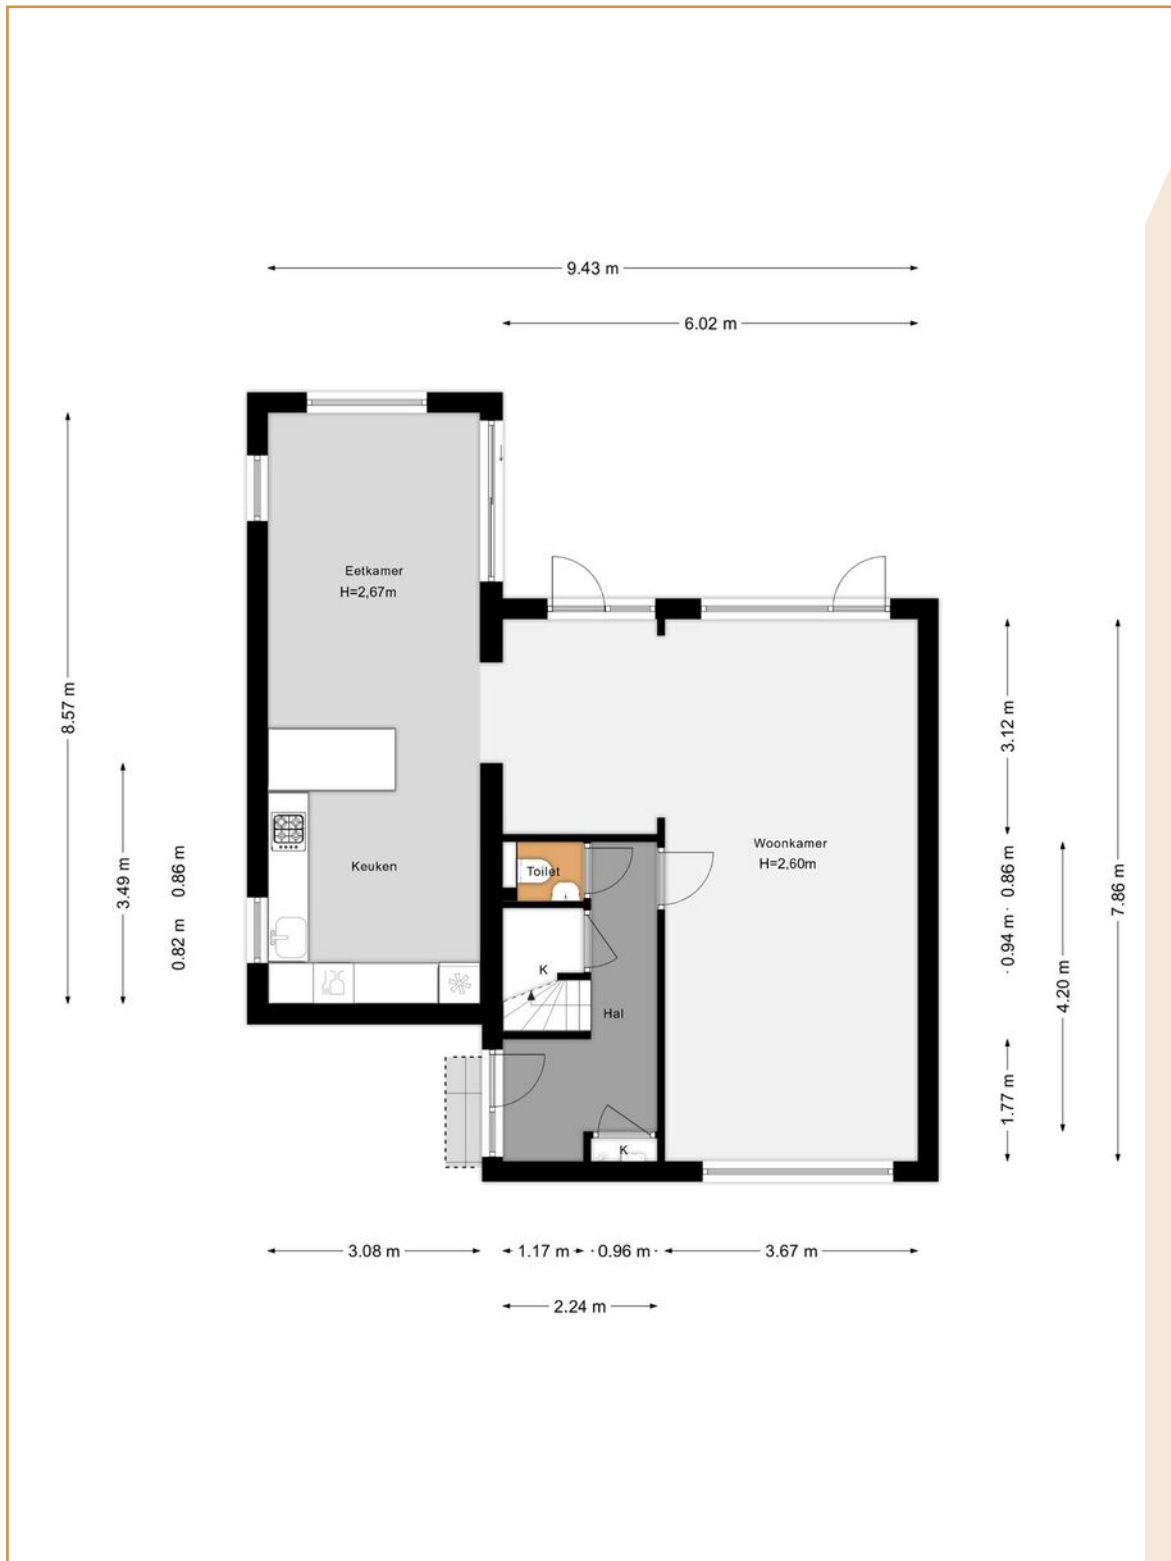 9.43 m
6.02 m
Eetkamer
H=2,67m
8.57 m
3.12 m
Woonkamer
H=2,60m
Keuken
Toilet
3.49 m
0.86 m
0.82 m
0.86 m
0.94 m
7.86 m
4.20 m
K
Hal
1.77 m
K
3.08 m
1.17 m
0.96 m
3.67 m
2.24 m